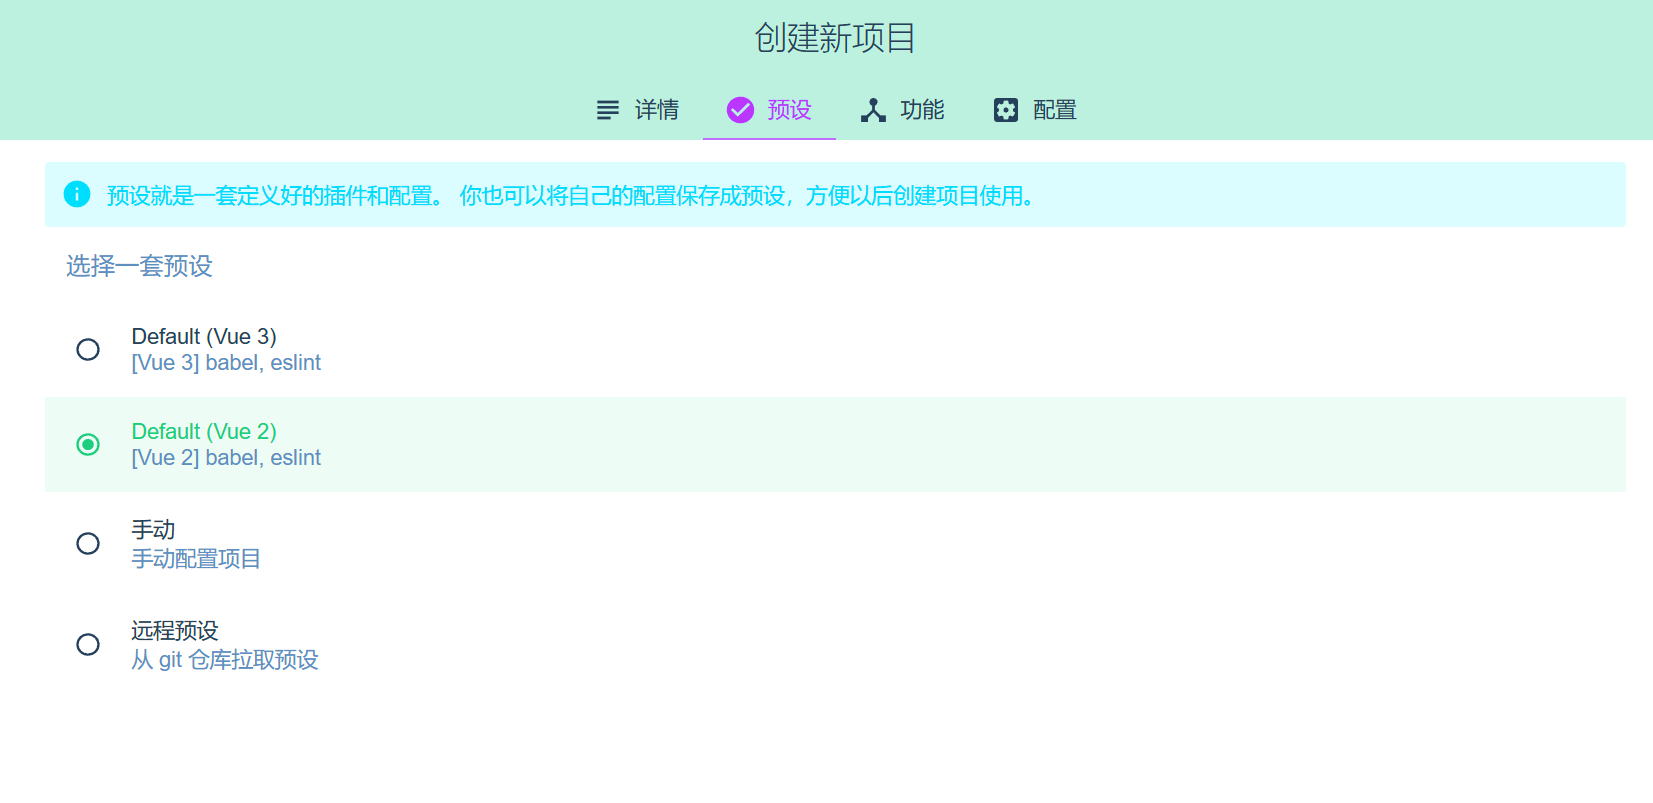 创建新项目
详情 预设 功能 配置
预设就是一套定义好的插件和配置。 你也可以将自己的配置保存成预设，方便以后创建项目使用。
选择一套预设
Default (Vue 3)
[Vue 3] babel, eslint
Default (Vue 2)
[Vue 2] babel, eslint
手动
手动配置项目
远程预设
从 git 仓库拉取预设